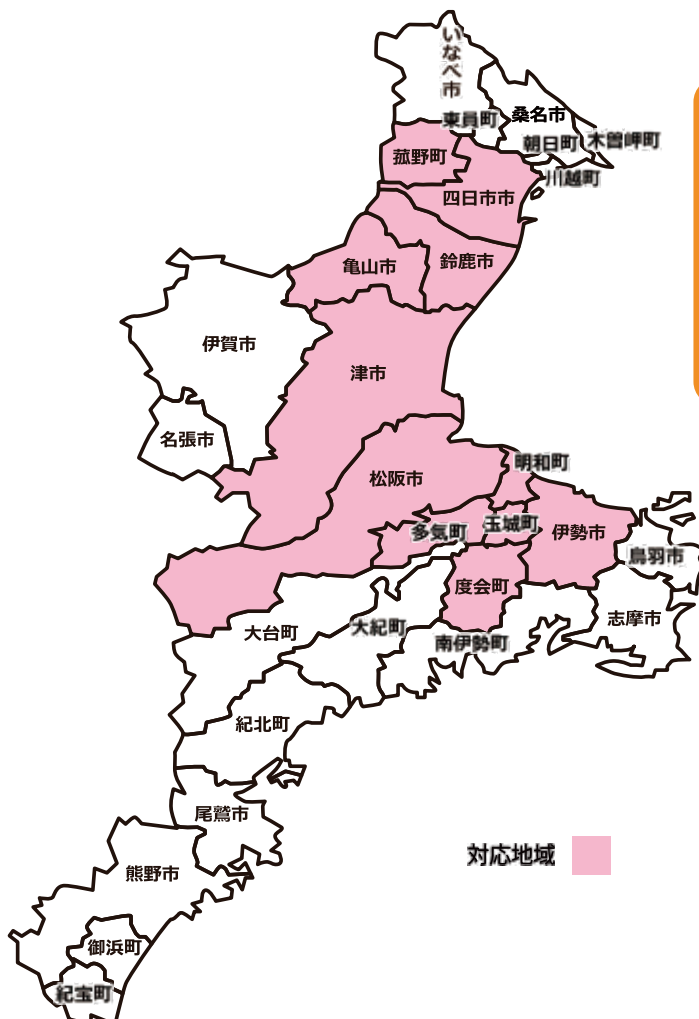 いなべ市
東員町
桑名市
朝日町
木曽岬町
菰野町
川越町
四日市市
亀山市
鈴鹿市
伊賀市
津市
名張市
松阪市
明和町
多気町
玉城町
伊勢市
鳥羽市
度会町
大台町
大紀町
南伊勢町
志摩市
紀北町
尾鷲市
対応地域
熊野市
御浜町
紀宝町